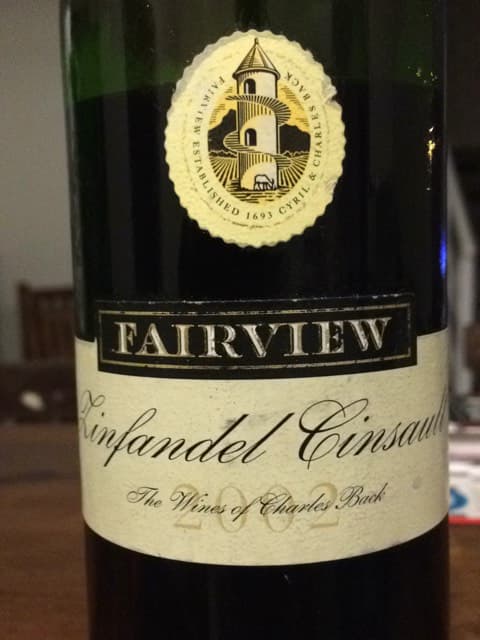 FAIRVIEW ESTABLISHED 1693 CYRIL & CHARLES BACK
FAIRVIEW
Zinfandel Cinsault
The Wines of Charles Back
2002